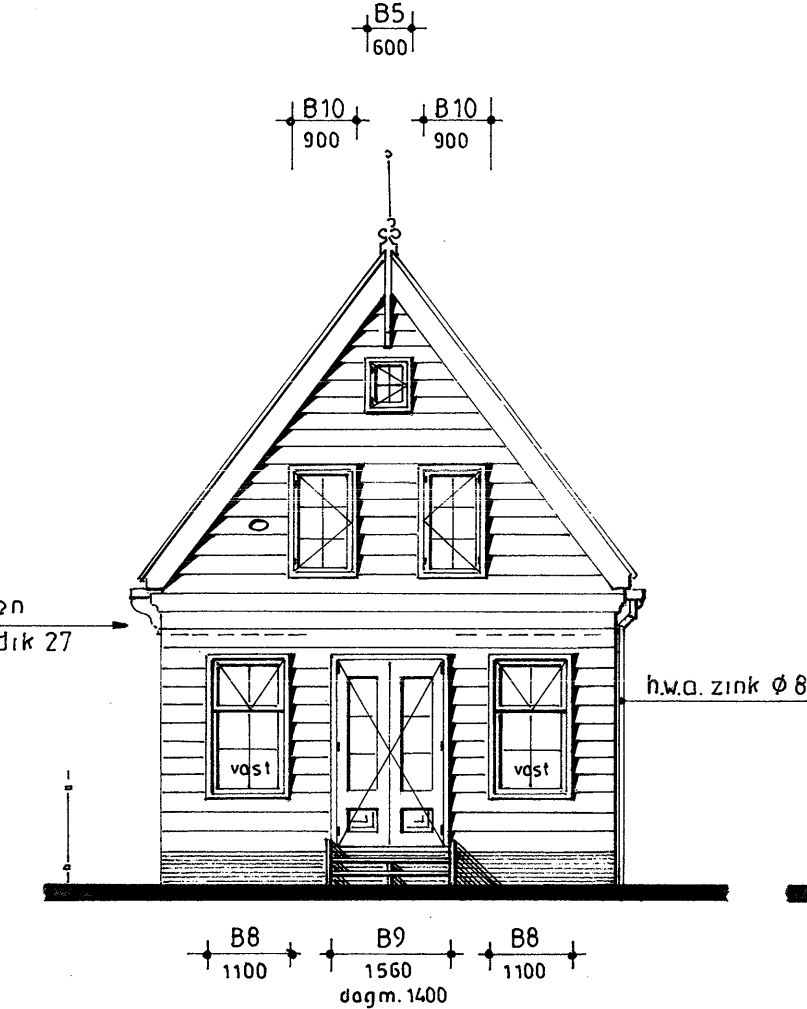 B5
600
B10 B10
900 900
dik 27
h.w.a. zink Ø 8
vast vast
B8 B9 B8
1100 1560 1100
dagm. 1400